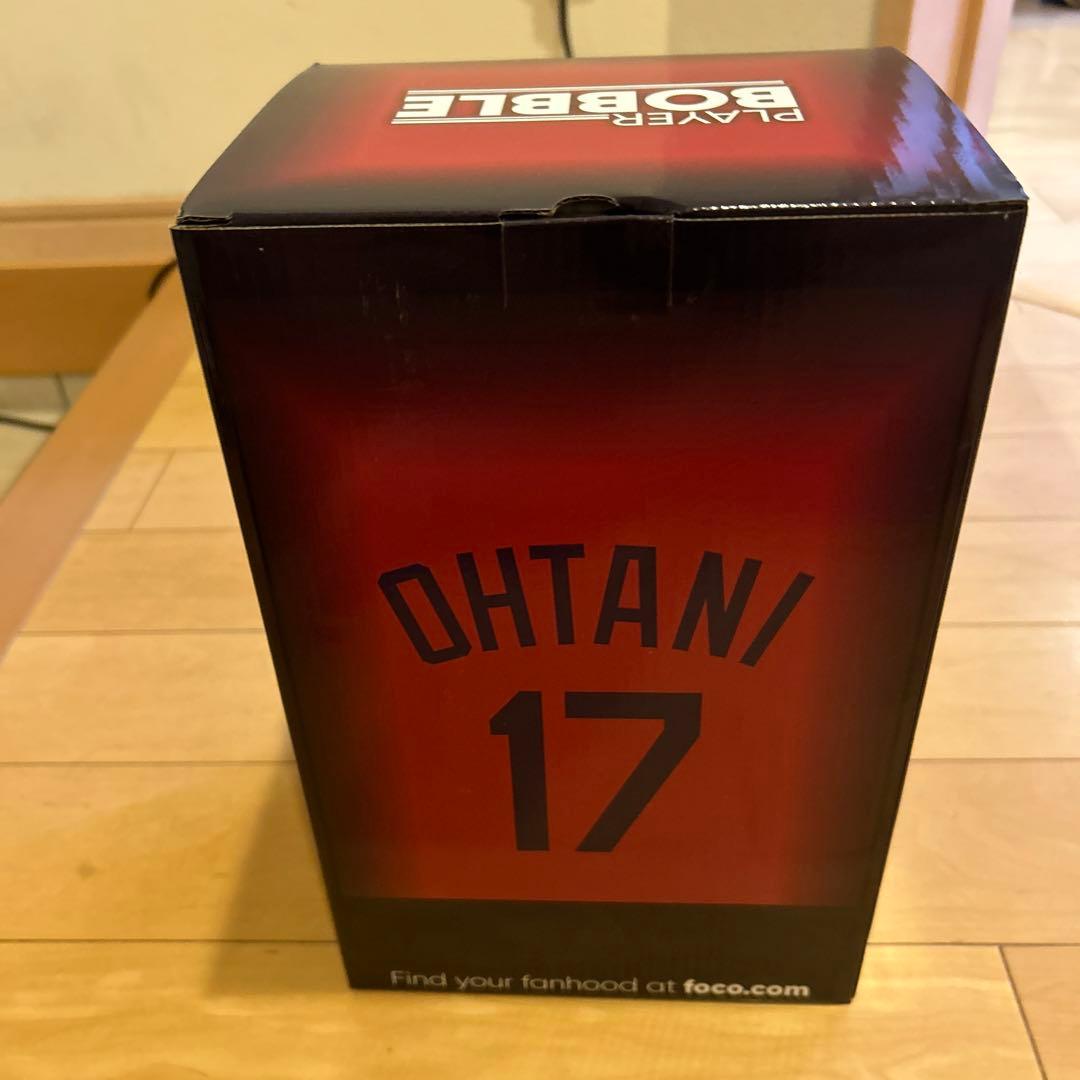 PLAYER
BOBBLE
OHTANI
17
Find your fanhood at foco.com